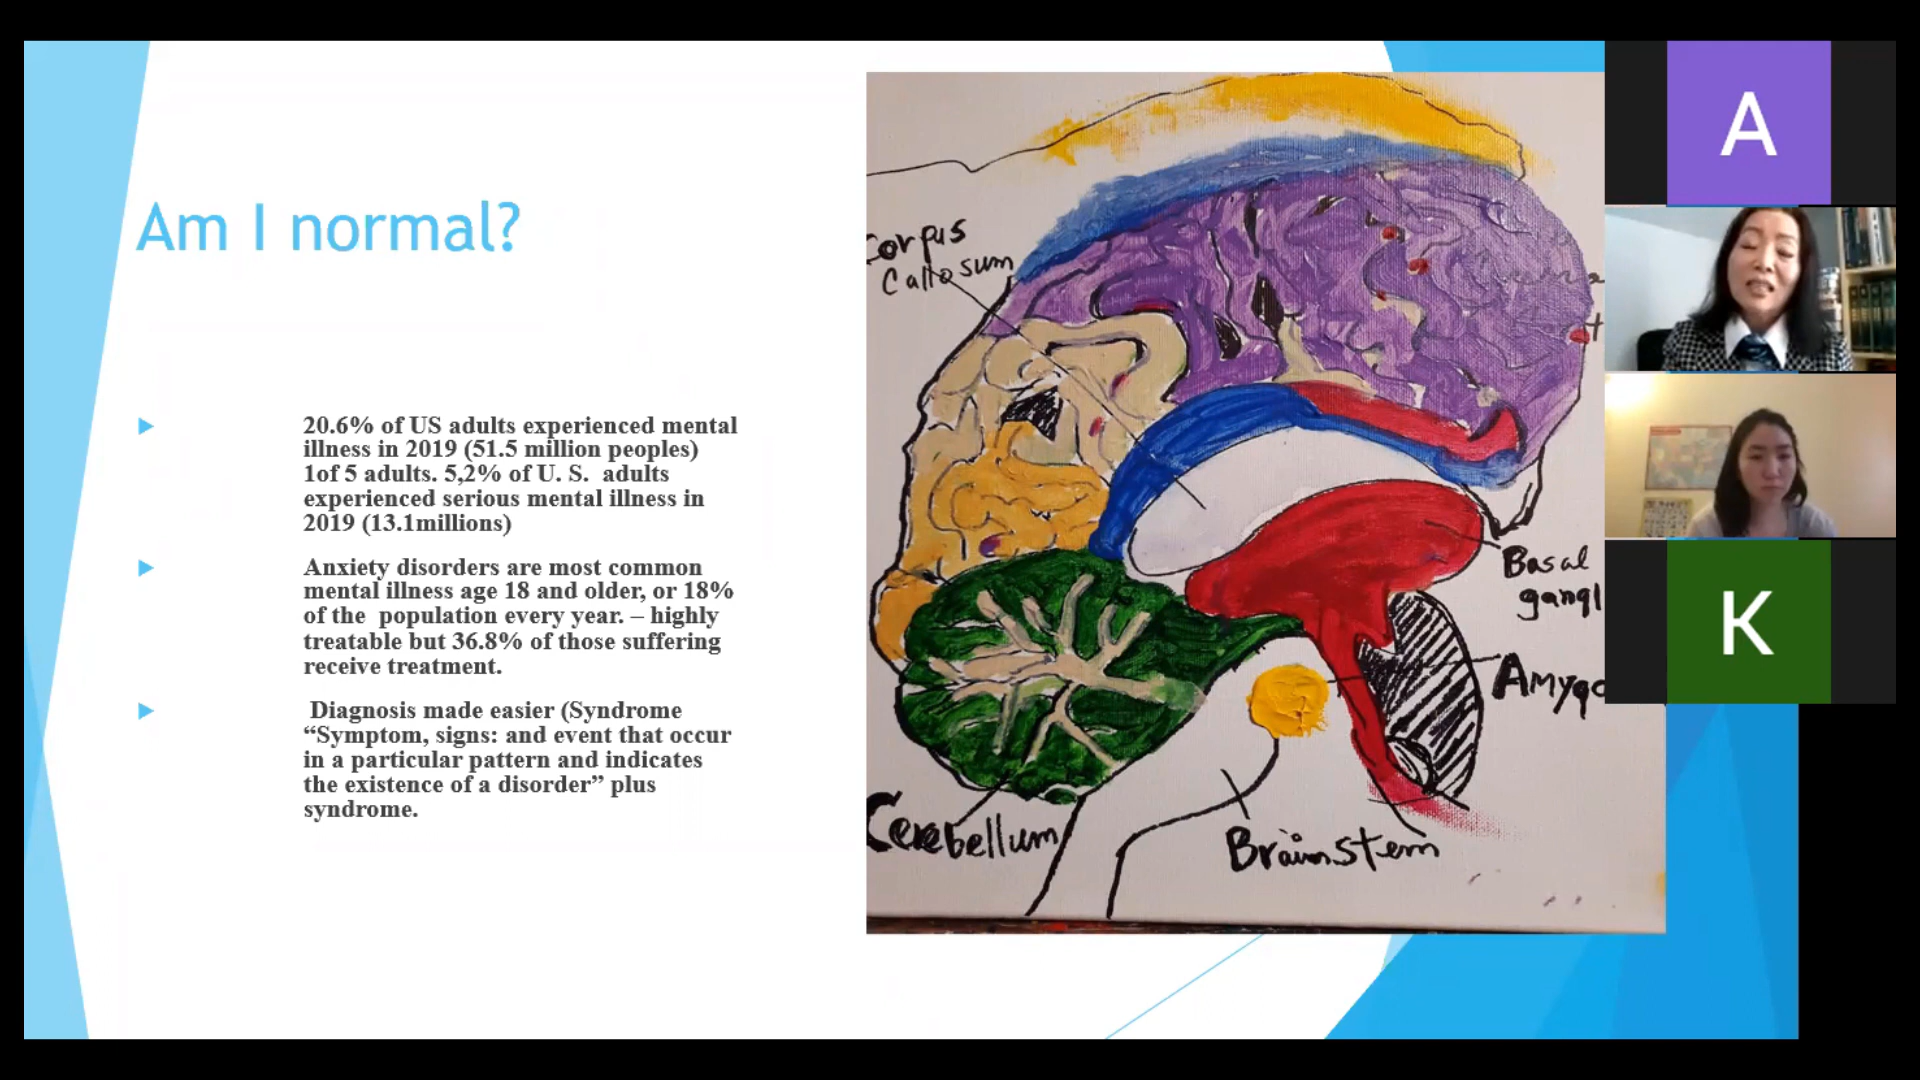 Am I normal?
20.6% of US adults experienced mental
illness in 2019 (51.5 million peoples)
1of 5 adults. 5,2% of U. S. adults
experienced serious mental illness in
2019 (13.1millions)
Anxiety disorders are most common
mental illness age 18 and older, or 18%
of the population every year. – highly
treatable but 36.8% of those suffering
receive treatment.
Diagnosis made easier (Syndrome
“Symptom, signs: and event that occur
in a particular pattern and indicates
the existence of a disorder” plus
syndrome.
Corpus
Callosum
Basal
gangl
Amygd
Cerebellum
Brainstem
A
K